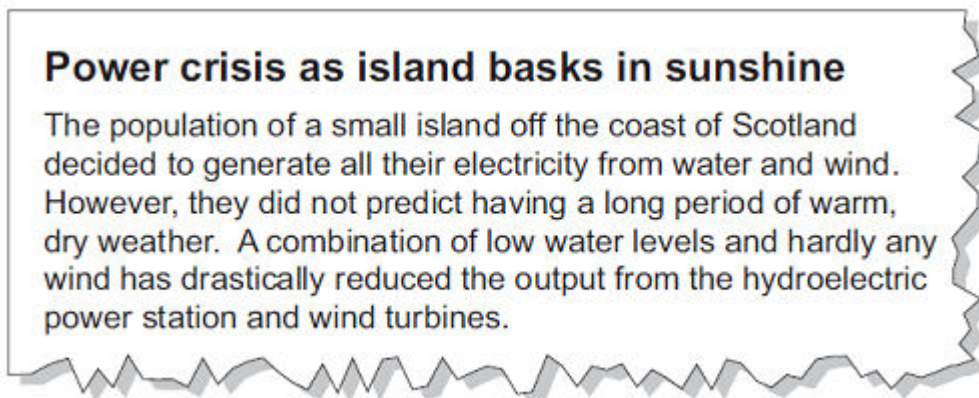 Power crisis as island basks in sunshine
The population of a small island off the coast of Scotland
decided to generate all their electricity from water and wind.
However, they did not predict having a long period of warm,
dry weather.  A combination of low water levels and hardly any
wind has drastically reduced the output from the hydroelectric
power station and wind turbines.